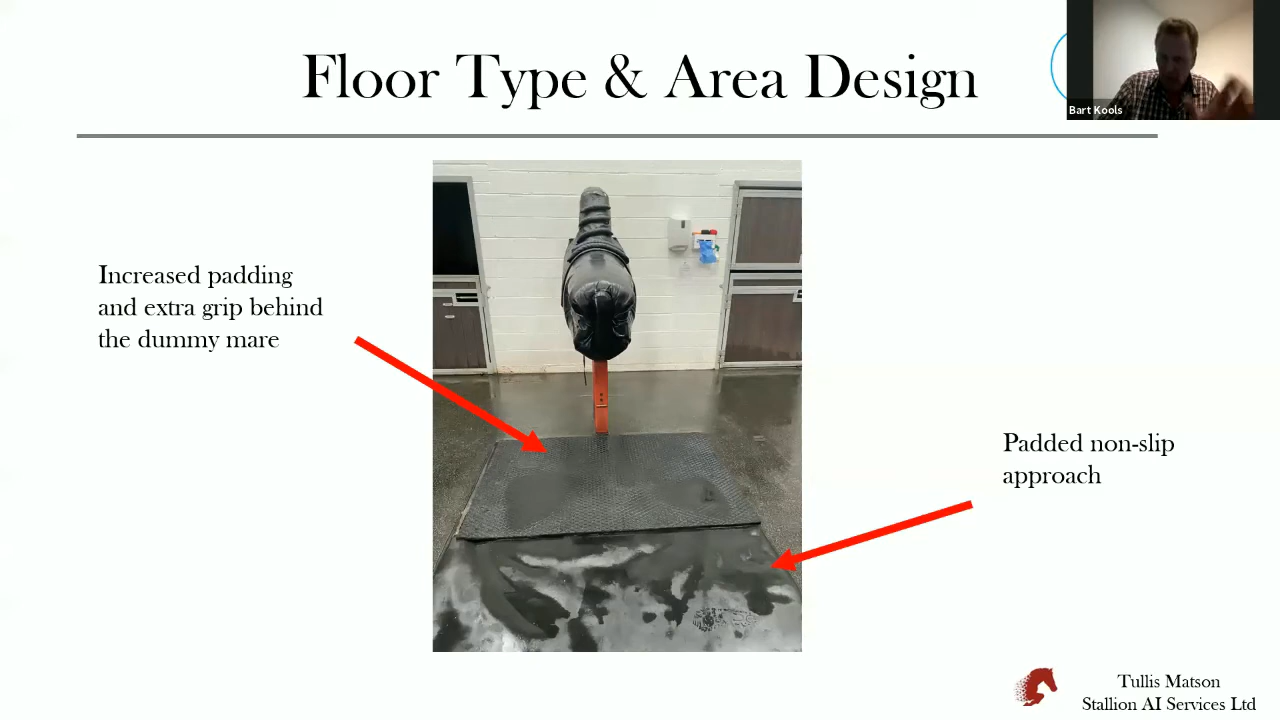 Floor Type & Area Design
Bart Kools
Increased padding
and extra grip behind
the dummy mare
Padded non-slip
approach
Tullis Matson
Stallion AI Services Ltd